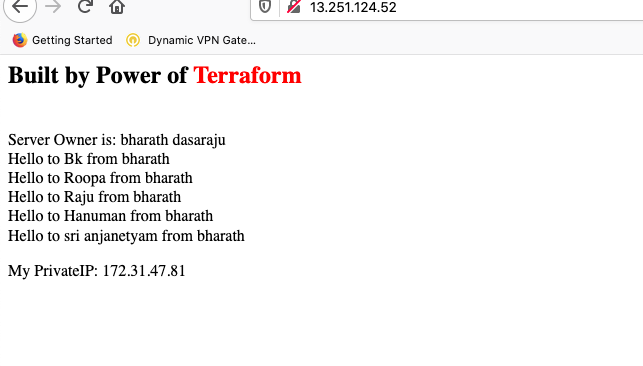 13.251.124.52
Getting Started Dynamic VPN Gate...
Built by Power of Terraform
Server Owner is: bharath dasaraju
Hello to Bk from bharath
Hello to Roopa from bharath
Hello to Raju from bharath
Hello to Hanuman from bharath
Hello to sri anjanetyam from bharath
My PrivateIP: 172.31.47.81